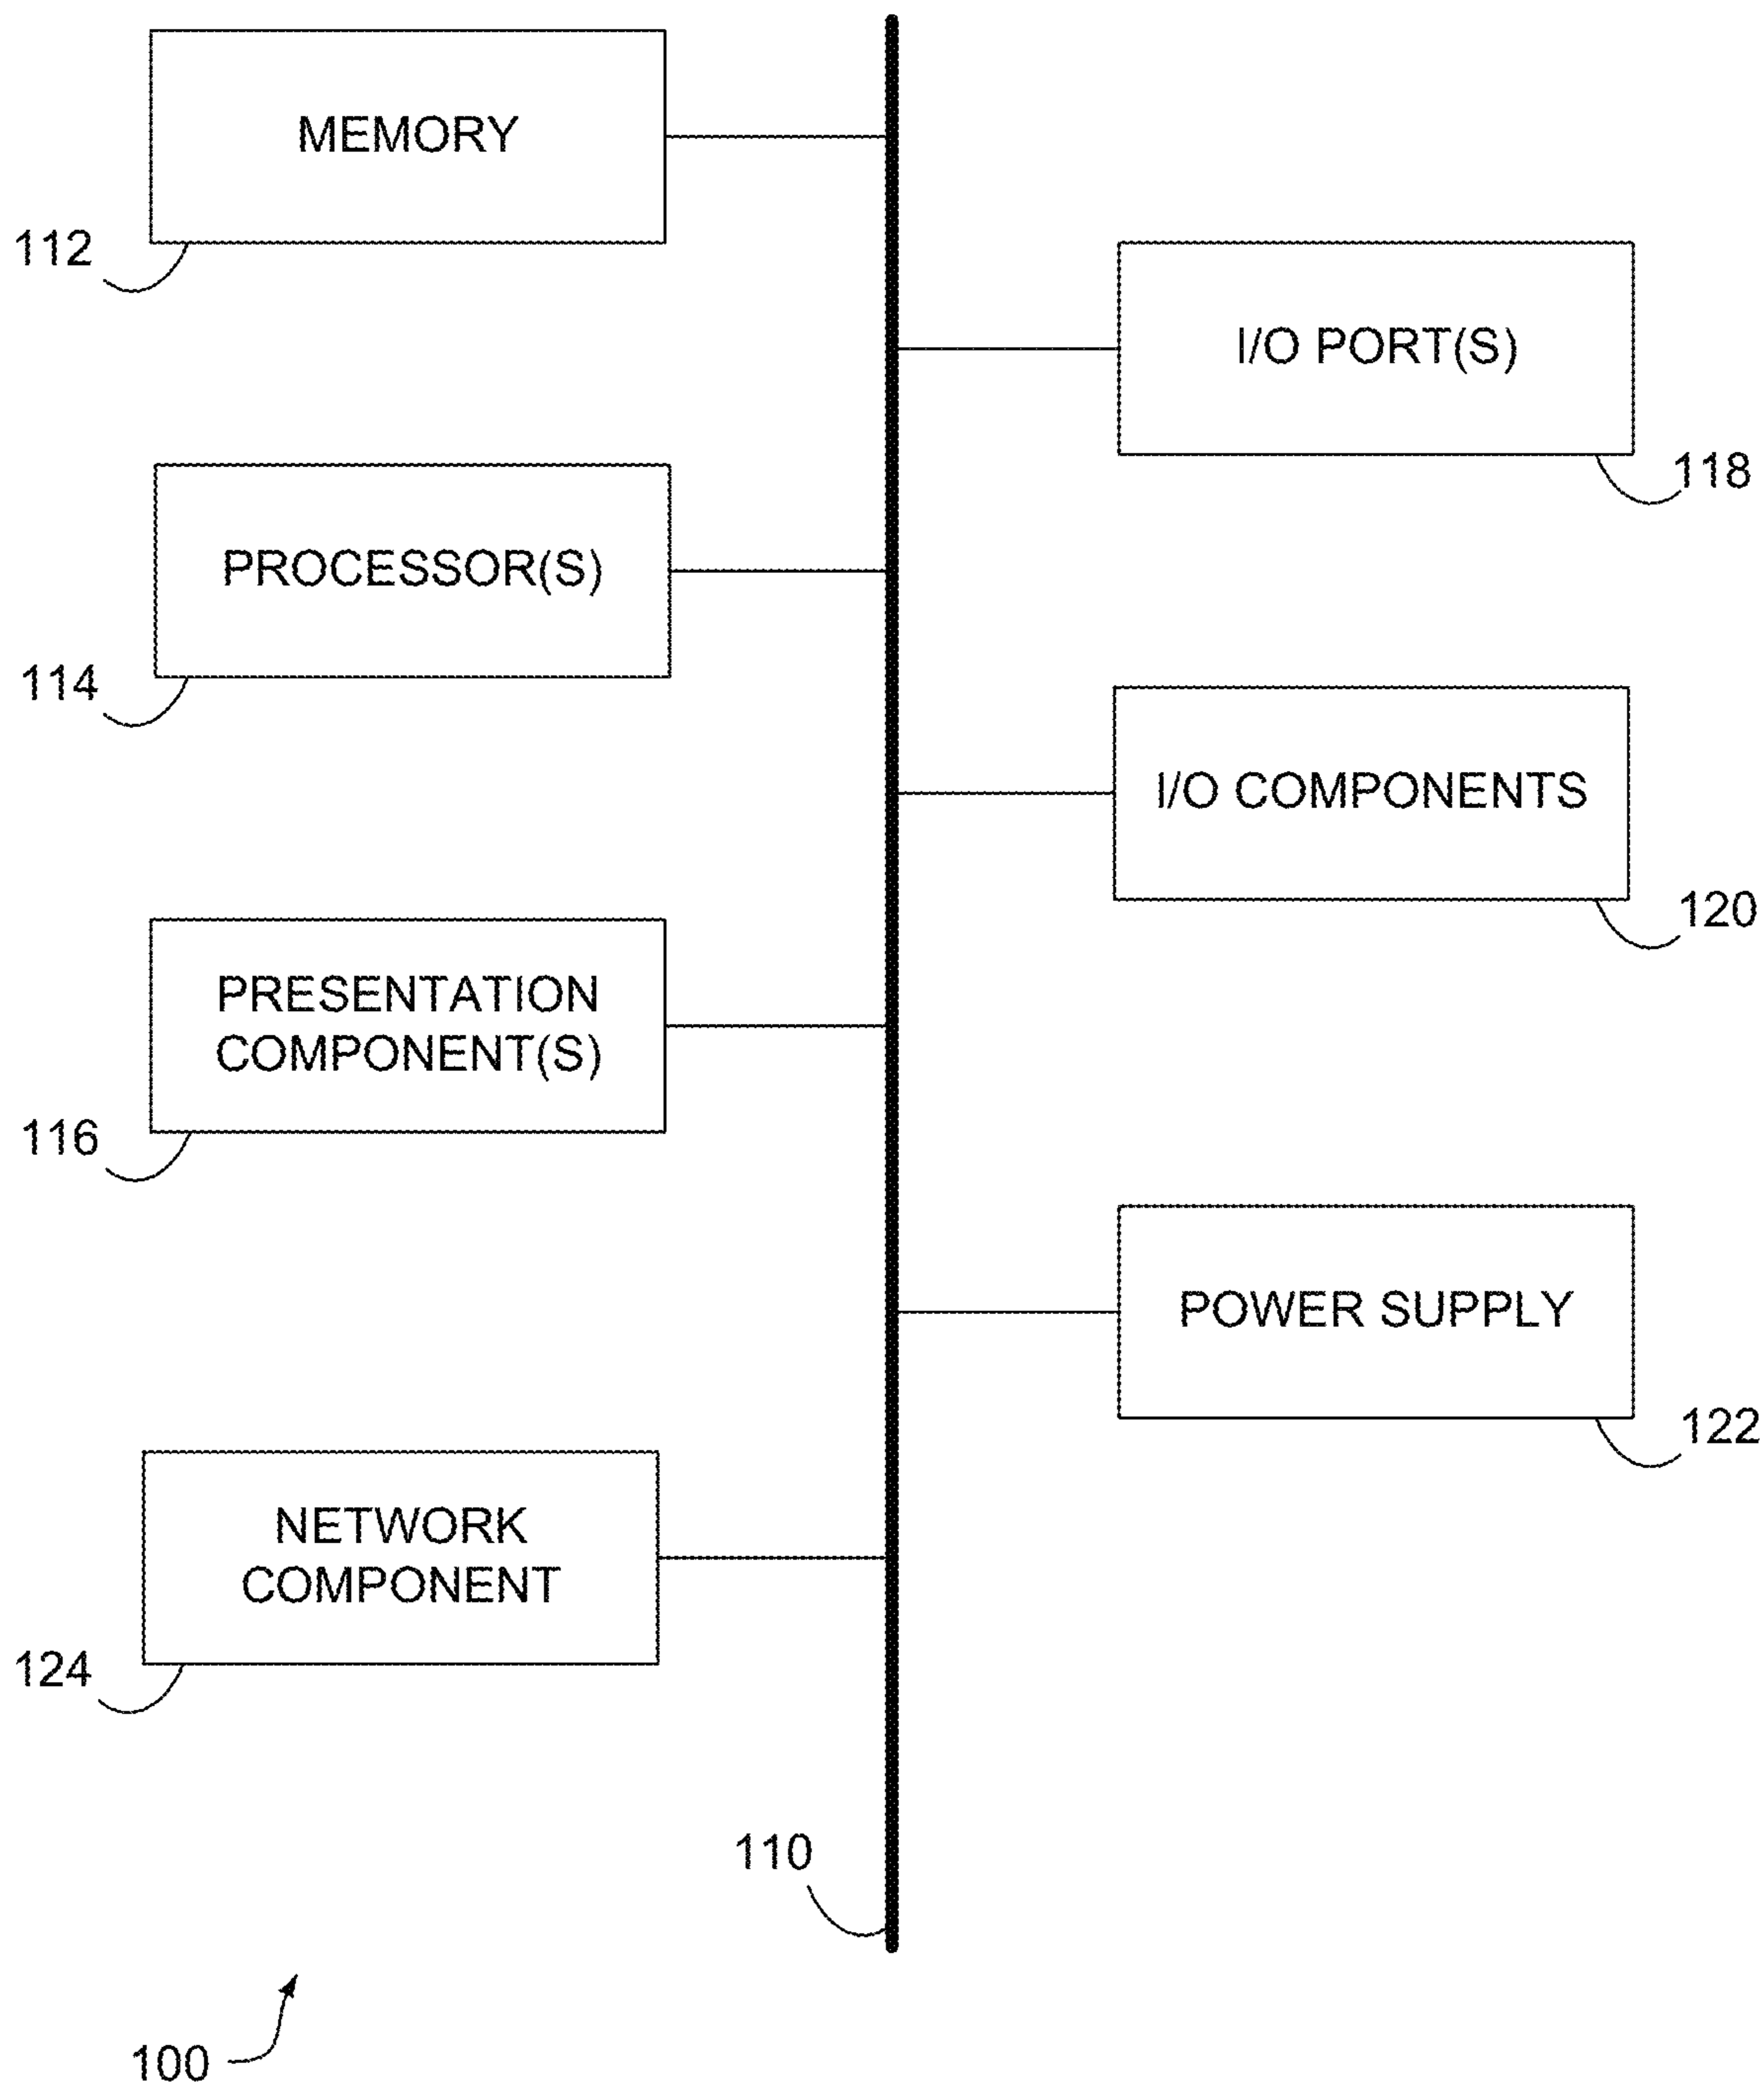 MEMORY
112
I/O PORT(S)
118
PROCESSOR(S)
114
I/O COMPONENTS
120
PRESENTATION
COMPONENT(S)
116
POWER SUPPLY
122
NETWORK
COMPONENT
124
110
100